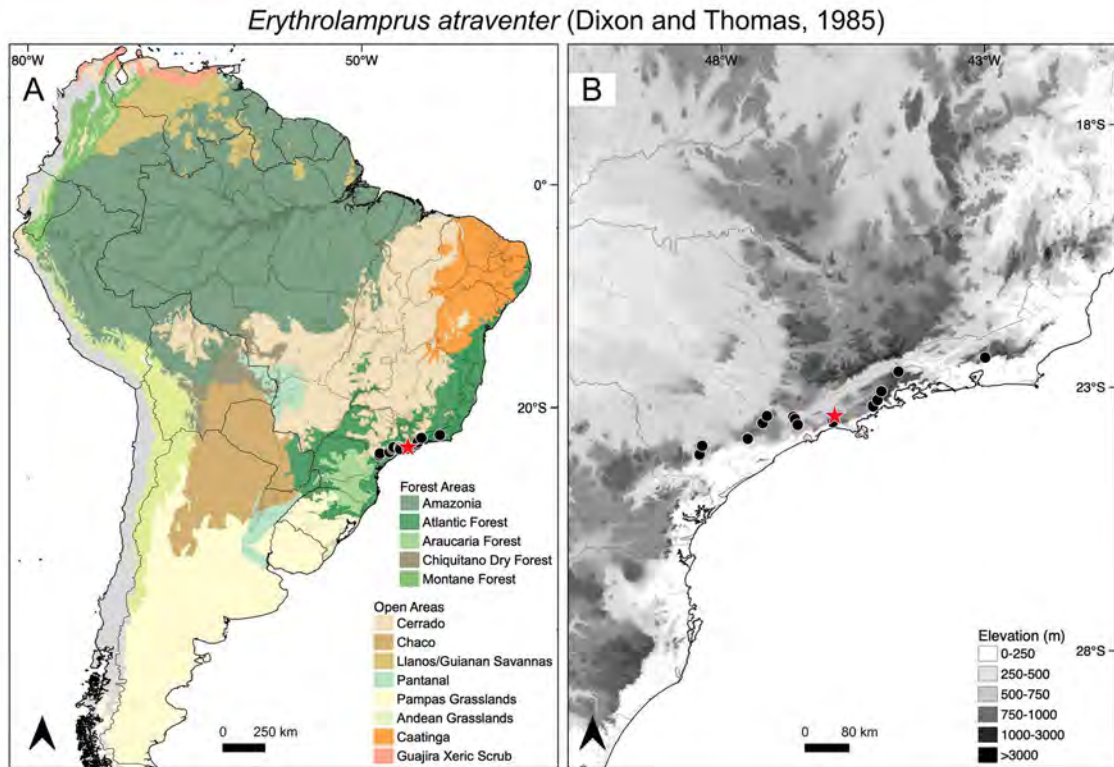 Erythrolamprus atraventer (Dixon and Thomas, 1985)
80°W
50°W
A
0°
20°S
Forest Areas
Amazonia
Atlantic Forest
Araucaria Forest
Chiquitano Dry Forest
Montane Forest
Open Areas
Cerrado
Chaco
Llanos/Guianan Savannas
Pantanal
Pampas Grasslands
Andean Grasslands
Caatinga
Guajira Xeric Scrub
0 250 km
48°W
43°W
B
18°S
23°S
28°S
Elevation (m)
0-250
250-500
500-750
750-1000
1000-3000
>3000
0 80 km